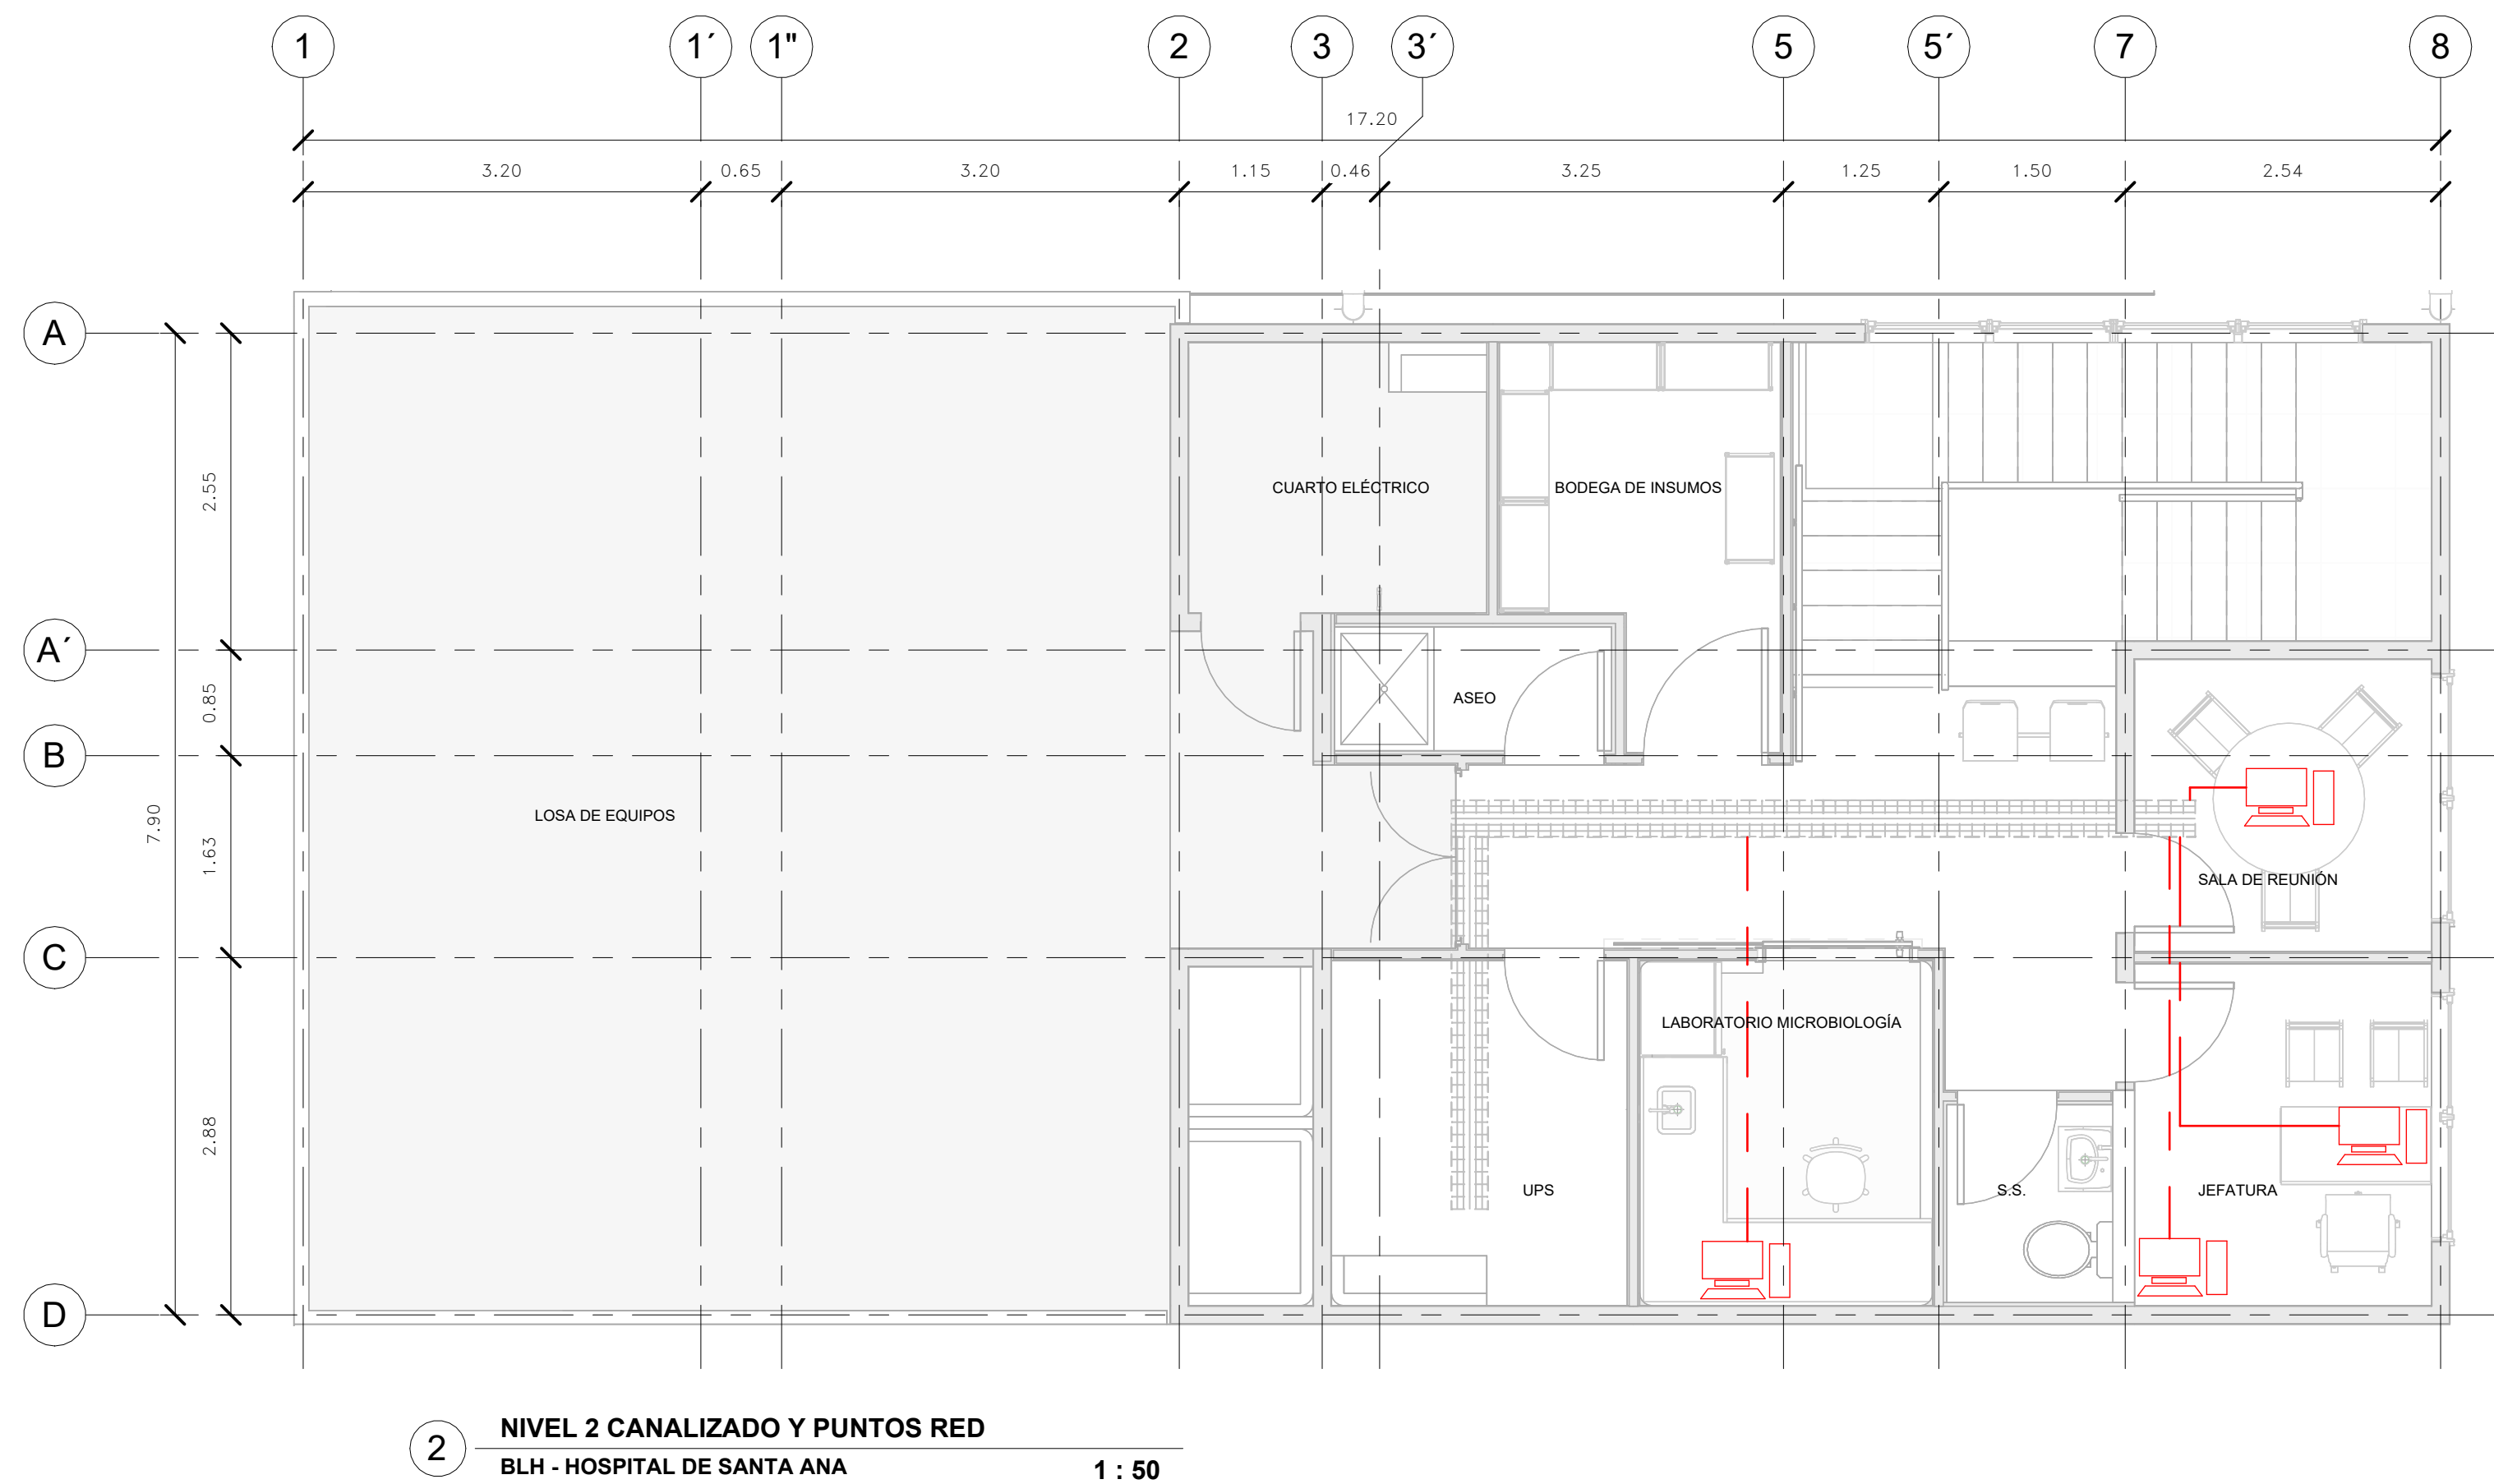 1 1´ 1" 2 3 3´ 5 5´ 7 8
17.20
3.20 0.65 3.20 1.15 0.46 3.25 1.25 1.50 2.54
A
A´
B
C
D
2.55
0.85
7.90
1.63
2.88
CUARTO ELÉCTRICO
BODEGA DE INSUMOS
ASEO
LOSA DE EQUIPOS
SALA DE REUNIÓN
LABORATORIO MICROBIOLOGÍA
UPS
S.S.
JEFATURA
2
NIVEL 2 CANALIZADO Y PUNTOS RED
BLH - HOSPITAL DE SANTA ANA
1 : 50